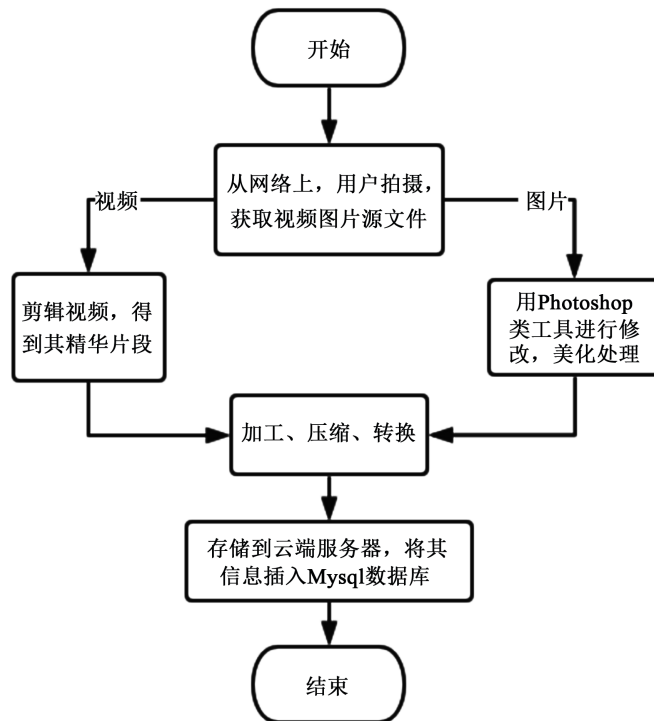 开始
从网络上，用户拍摄，
获取视频图片源文件
视频
图片
剪辑视频，得
到其精华片段
用Photoshop
类工具进行修
改，美化处理
加工、压缩、转换
存储到云端服务器，将其
信息插入Mysql数据库
结束